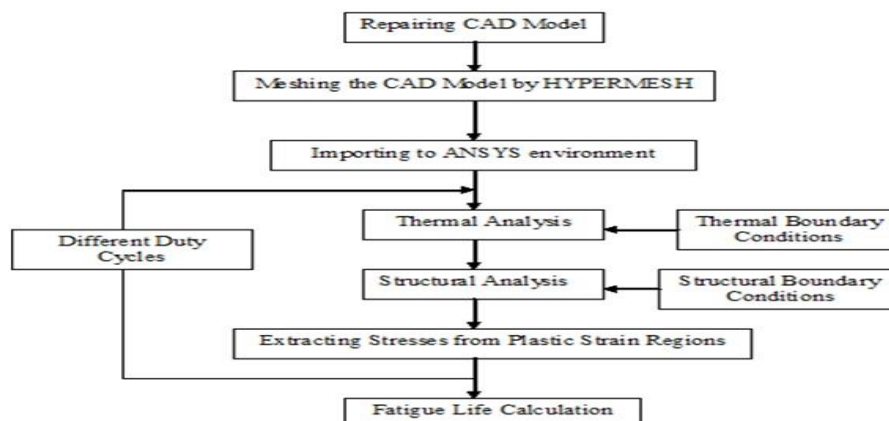 Repairing CAD Model
Meshing the CAD Model by HYPERMESH
Importing to ANSYS environment
Different Duty
Cycles
Thermal Analysis
Thermal Boundary
Conditions
Structural Analysis
Structural Boundary
Conditions
Extracting Stresses from Plastic Strain Regions
Fatigue Life Calculation